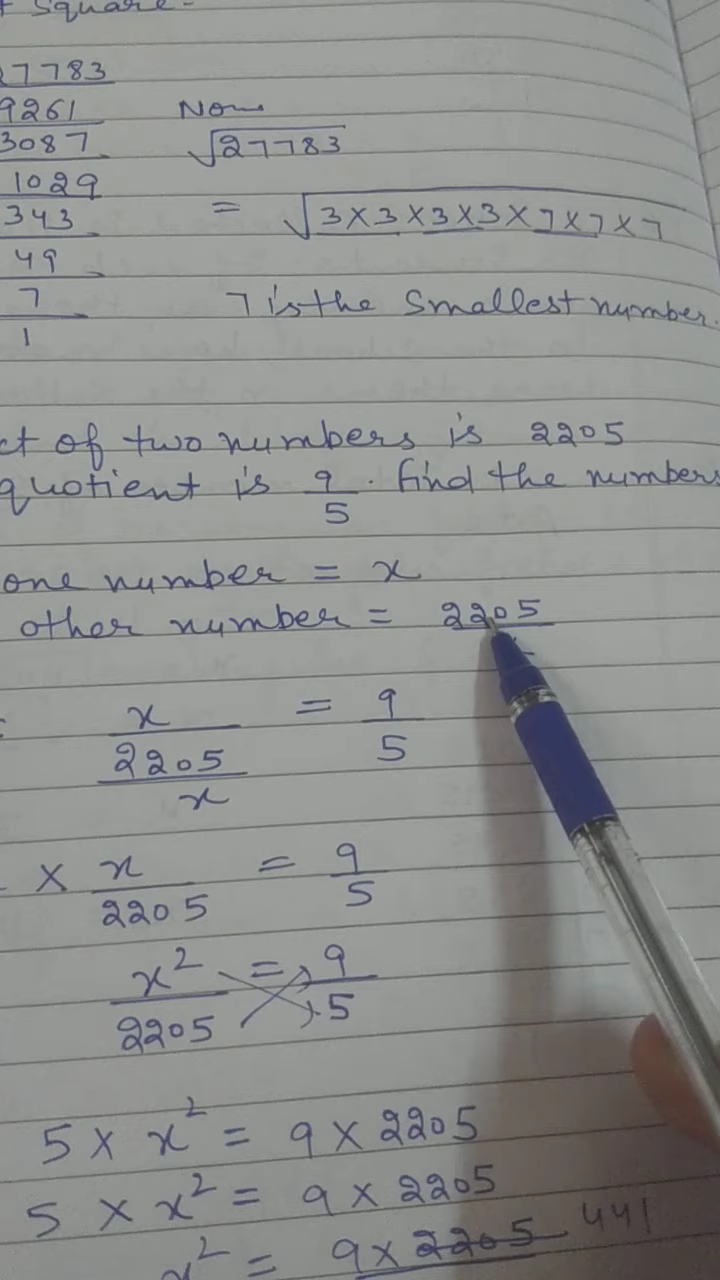 Square.
27783
9261
3087
1029
343
49
7
1
Now
√27783
= √3×3×3×3×7×7×7
7 is the smallest number.
ct of two numbers is 2205
quotient is 9/5. find the numbers
one number = x
other number = 2205
x/(2205/x) = 9/5
× x/2205 = 9/5
x²/2205 = 9/5
5 × x² = 9 × 2205
5 × x² = 9 × 2205
x² = 9 × 2205 441